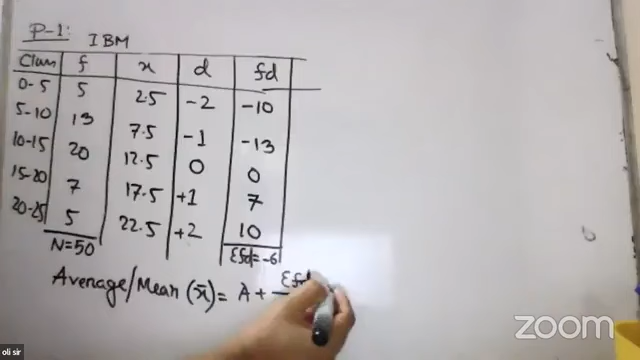 P-1: IBM
Class f x d fd
0-5 5 2.5 -2 -10
5-10 13 7.5 -1 -13
10-15 20 12.5 0 0
15-20 7 17.5 +1 7
20-25 5 22.5 +2 10
N=50 Σfd=-6
Average/Mean (x̄)= A + Σfd
zoom
oli sir